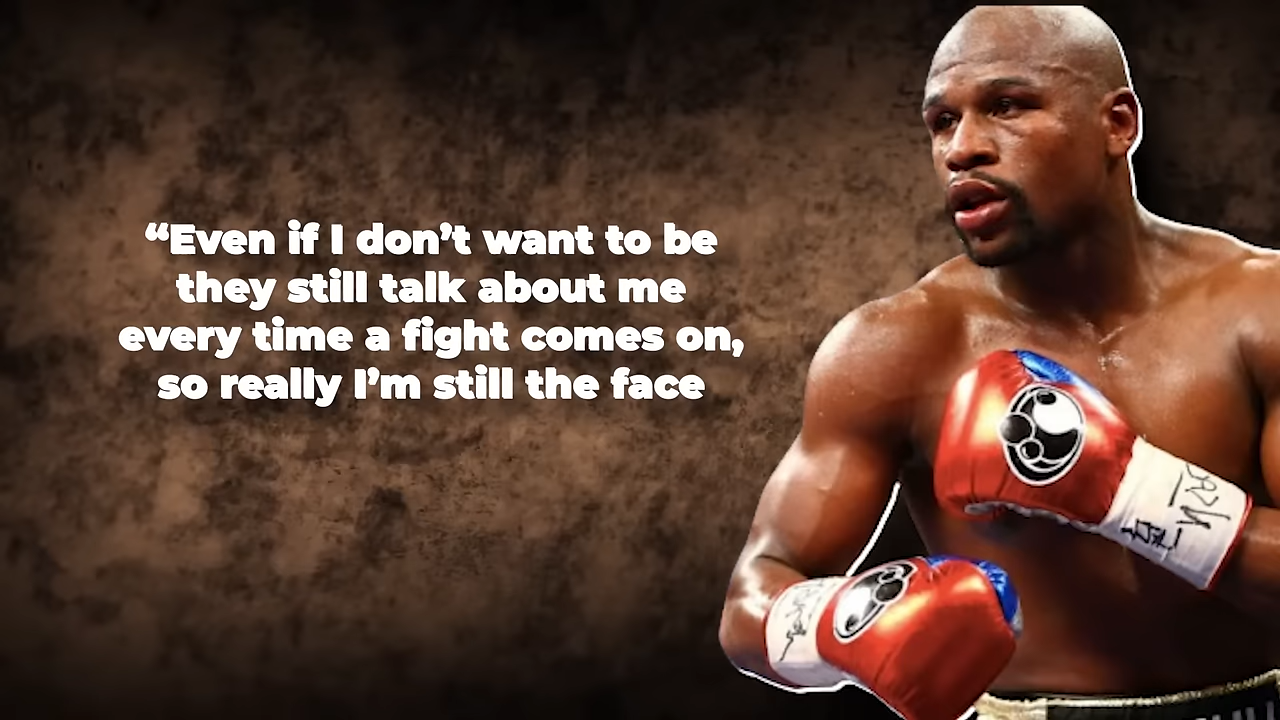 “Even if I don’t want to be
they still talk about me
every time a fight comes on,
so really I’m still the face